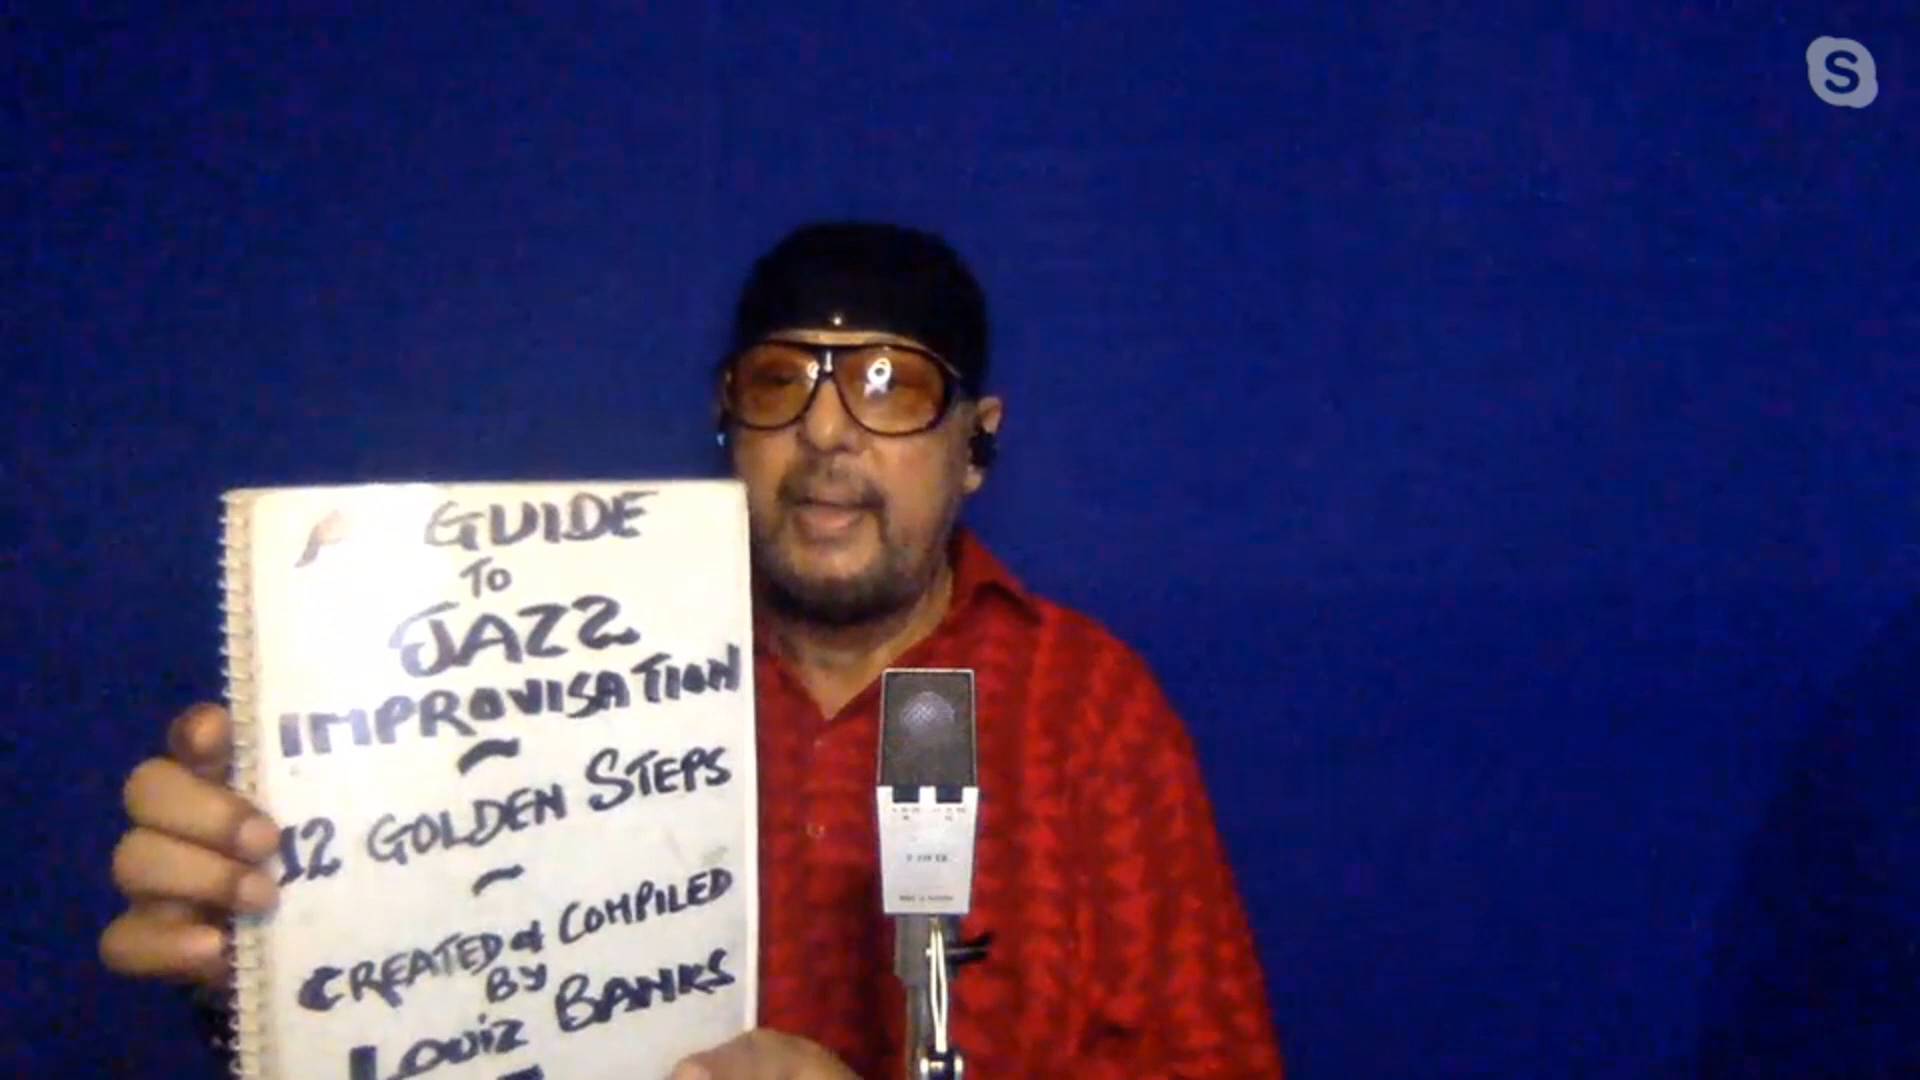 A GUIDE
TO
JAZZ
IMPROVISATION
~
12 GOLDEN STEPS
~
CREATED & COMPILED
BY
LOUIZ BANKS
S